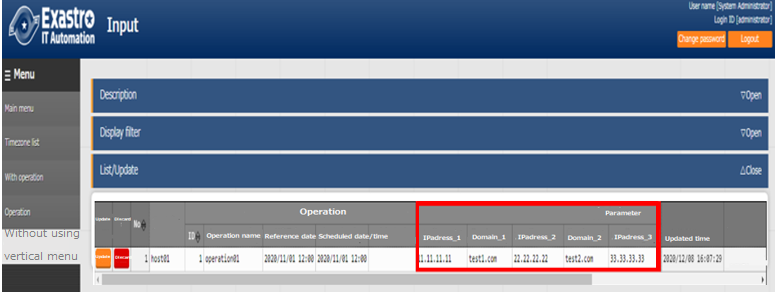 User name [System Administrator]
Exastro
IT Automation
Input
Login ID [administrator]
Change password Logout
Menu
Main menu
Timezone list
With operation
Operation
Without using
vertical menu
Description ▽Open
Display filter ▽Open
List/Update △Close
Update Discard No Operation Parameter
ID Operation name Reference date Scheduled date/time IPadress_1 Domain_1 IPadress_2 Domain_2 IPadress_3 Updated time
Update Discard 1 host01 1 operation01 2020/11/01 12:00 2020/11/01 12:00 11.11.11.11 test1.com 22.22.22.22 test2.com 33.33.33.33 2020/12/08 16:07:29